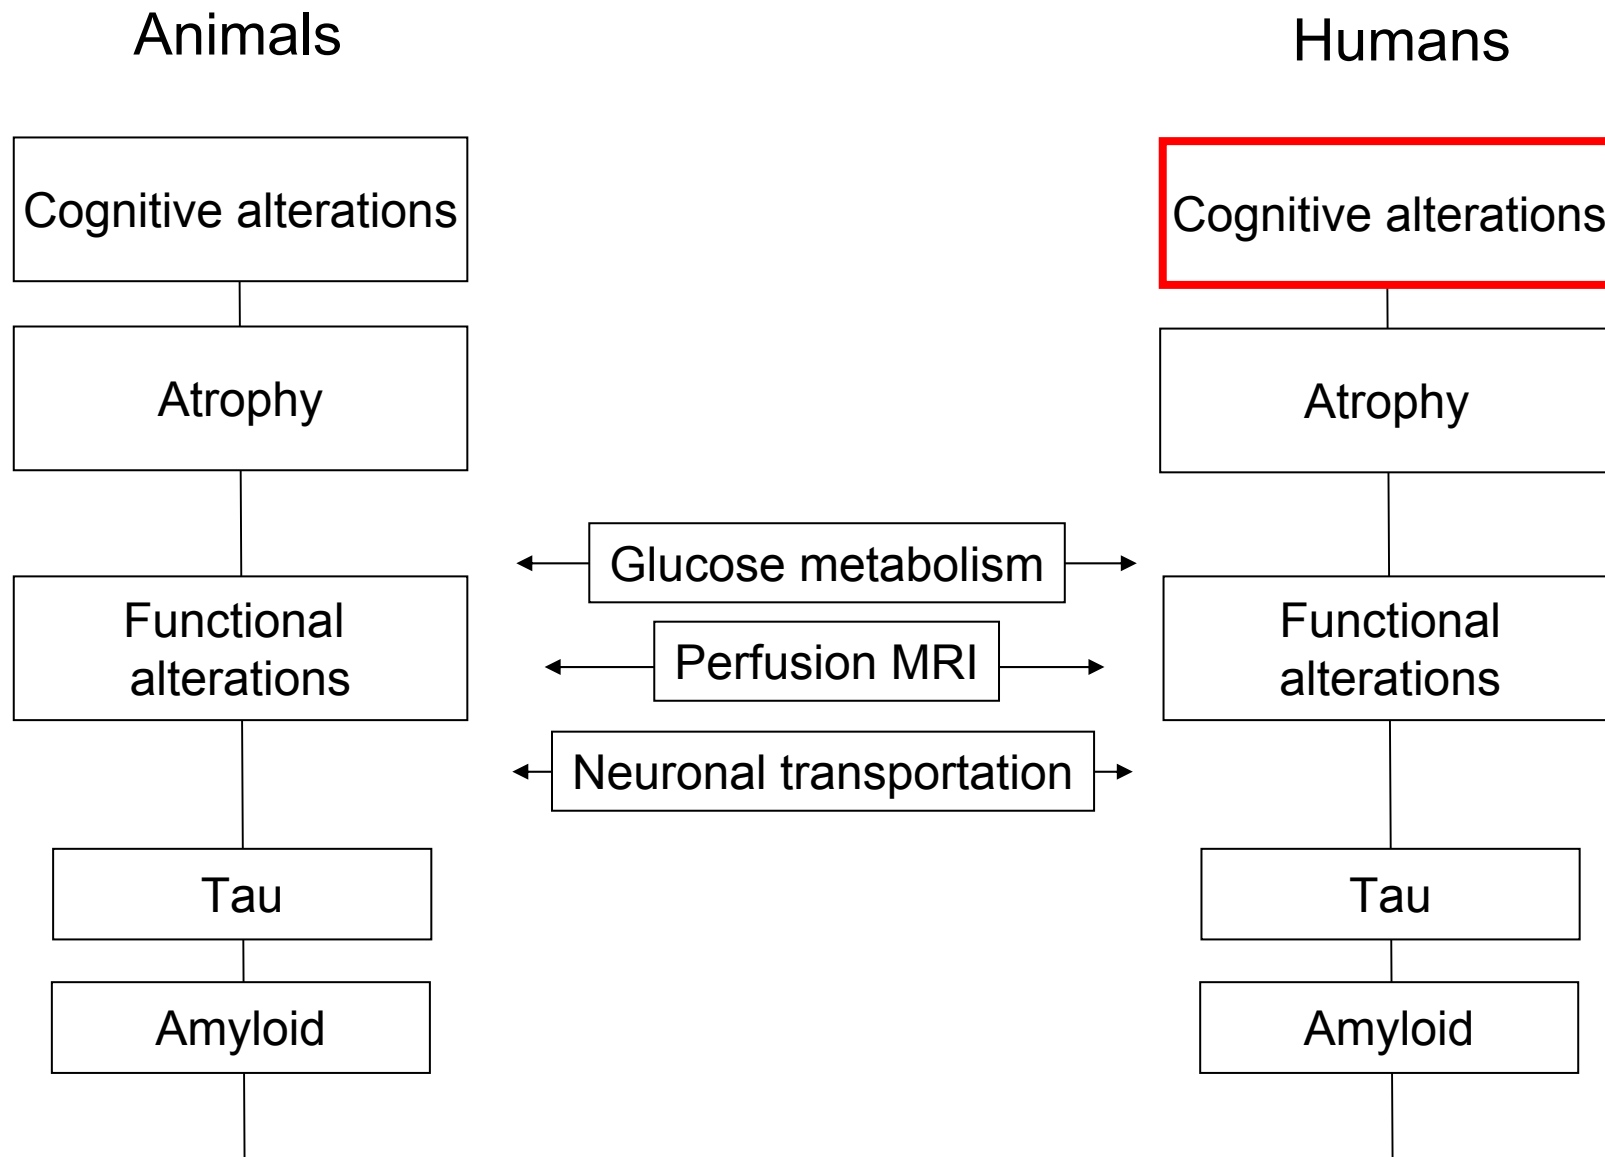 Animals
Humans
Cognitive alterations
Cognitive alterations
Atrophy
Atrophy
Glucose metabolism
Functional
alterations
Perfusion MRI
Functional
alterations
Neuronal transportation
Tau
Tau
Amyloid
Amyloid